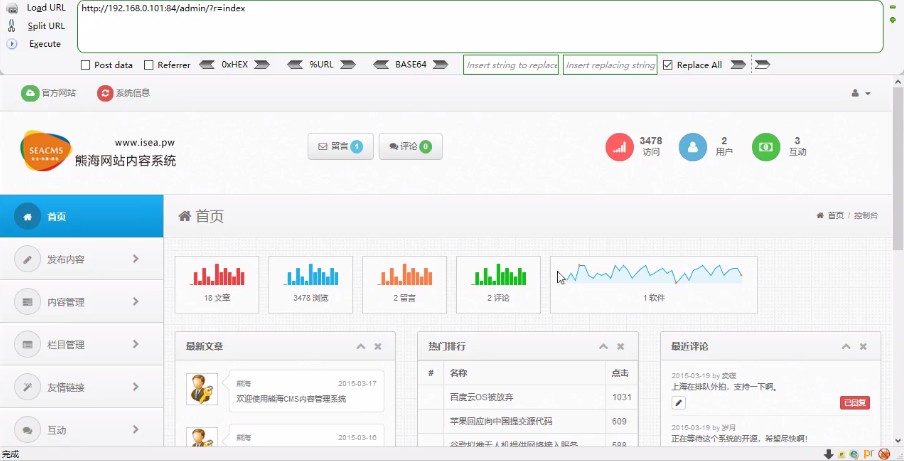 Load URL
http://192.168.0.101:84/admin/?r=index
Split URL
Execute
Post data Referrer 0xHEX %URL BASE64 Insert string to replace Insert replacing string Replace All
官方网站 系统信息
SEACMS
www.isea.pw
熊海网站内容系统
留言 1 评论 0
3478 访问
2 用户
3 互动
首页
首页
首页 / 控制台
发布内容
内容管理
栏目管理
友情链接
互动
18 文章
3478 浏览
2 留言
2 评论
1 软件
最新文章
熊海 2015-03-17
欢迎使用熊海CMS内容管理系统
熊海 2015-03-16
热门排行
# 名称 点击
百度云OS被放弃 1031
苹果回应向中国提交源代码 609
588
最近评论
2015-03-19 by
上海在排队外拍，支持一下啊。
已回复
2015-03-19 by 岁月
正在等待这个系统的开源，希望尽快啊!
完成
pr